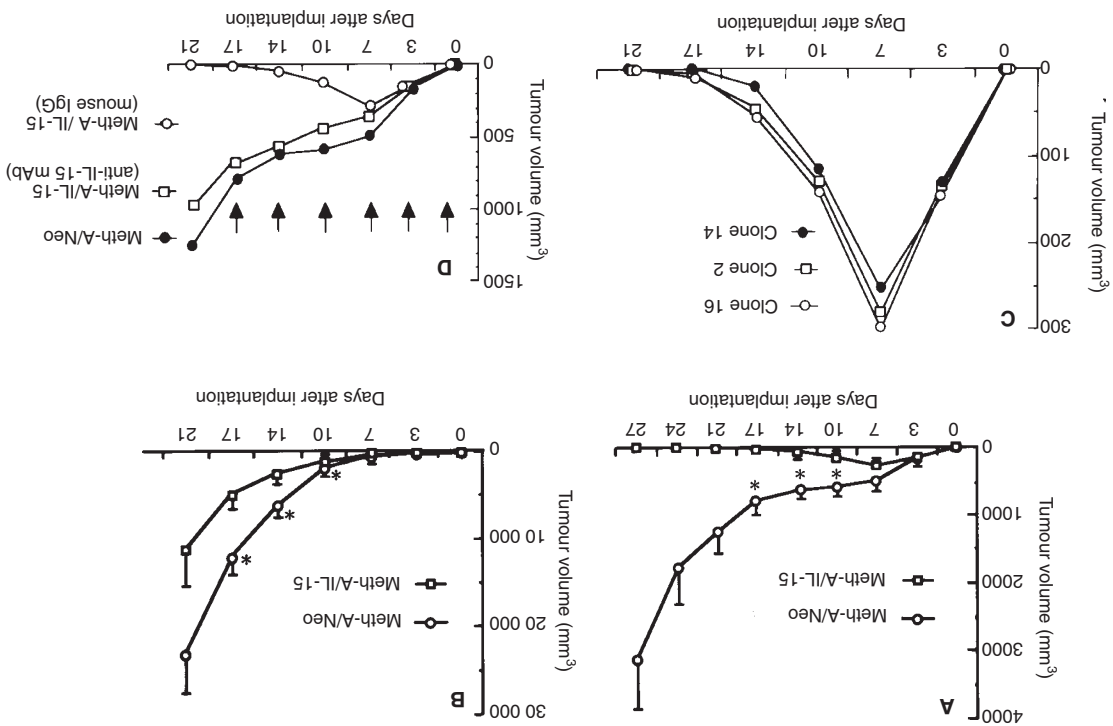 A
Tumour volume (mm³)
4000
3000
2000
1000
0
Meth-A/Neo
Meth-A/IL-15
* * *
0 3 7 10 14 17 21 24 27
Days after implantation
B
Tumour volume (mm³)
30 000
20 000
10 000
0
Meth-A/Neo
Meth-A/IL-15
* * *
0 3 7 10 14 17 21
Days after implantation
C
Tumour volume (mm³)
300
200
100
0
Clone 16
Clone 2
Clone 14
0 3 7 10 14 17 21
Days after implantation
D
Tumour volume (mm³)
1500
1000
500
0
Meth-A/Neo
Meth-A/IL-15
(anti-IL-15 mAb)
Meth-A/IL-15
(mouse IgG)
0 3 7 10 14 17 21
Days after implantation